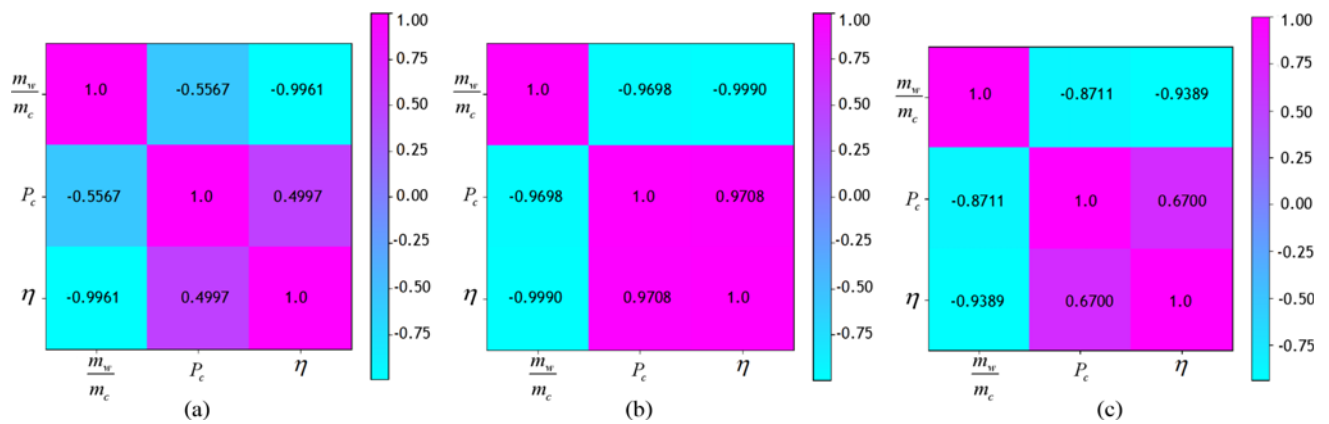 1.00
0.75
0.50
0.25
0.00
-0.25
-0.50
-0.75
m_w
m_c
1.0 -0.5567 -0.9961
P_c
-0.5567 1.0 0.4997
η
-0.9961 0.4997 1.0
m_w
m_c
P_c
η
(a)
1.00
0.75
0.50
0.25
0.00
-0.25
-0.50
-0.75
m_w
m_c
1.0 -0.9698 -0.9990
P_c
-0.9698 1.0 0.9708
η
-0.9990 0.9708 1.0
m_w
m_c
P_c
η
(b)
1.00
0.75
0.50
0.25
0.00
-0.25
-0.50
-0.75
m_w
m_c
1.0 -0.8711 -0.9389
P_c
-0.8711 1.0 0.6700
η
-0.9389 0.6700 1.0
m_w
m_c
P_c
η
(c)